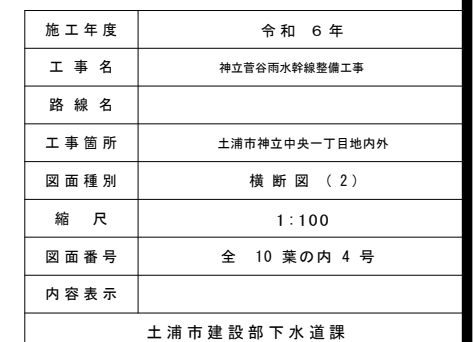 施工年度 令和 6年
工事名 神立菅谷雨水幹線整備工事
路線名
工事箇所 土浦市神立中央一丁目地内外
図面種別 横断図 (2)
縮尺 1:100
図面番号 全 10 葉の内 4 号
内容表示
土浦市建設部下水道課